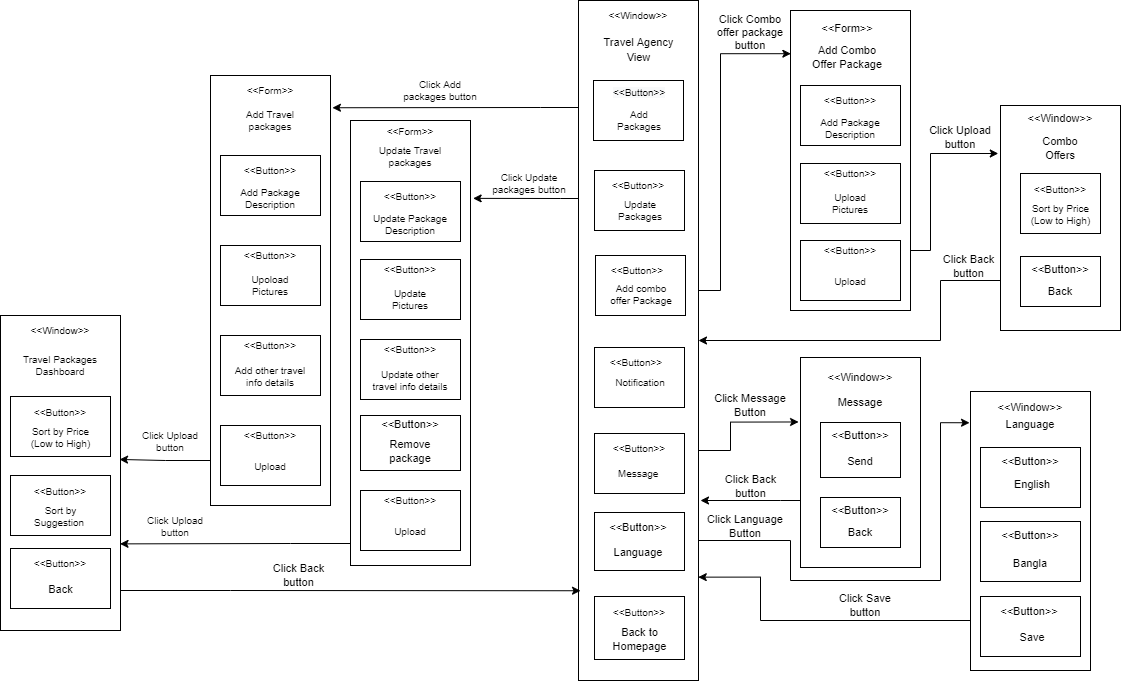 <<Window>>
Travel Packages
Dashboard
<<Button>>
Sort by Price
(Low to High)
<<Button>>
Sort by
Suggestion
<<Button>>
Back
Click Upload
button
Click Upload
button
Click Back
button
<<Form>>
Add Travel
packages
<<Button>>
Add Package
Description
<<Button>>
Upoload
Pictures
<<Button>>
Add other travel
info details
<<Button>>
Upload
Click Add
packages button
<<Form>>
Update Travel
packages
<<Button>>
Update Package
Description
<<Button>>
Update
Pictures
<<Button>>
Update other
travel info details
<<Button>>
Remove
package
<<Button>>
Upload
Click Update
packages button
<<Window>>
Travel Agency
View
<<Button>>
Add
Packages
<<Button>>
Update
Packages
<<Button>>
Add combo
offer Package
<<Button>>
Notification
<<Button>>
Message
<<Button>>
Language
<<Button>>
Back to
Homepage
Click Combo
offer package
button
<<Form>>
Add Combo
Offer Package
<<Button>>
Add Package
Description
<<Button>>
Upload
Pictures
<<Button>>
Upload
Click Upload
button
Click Back
button
<<Window>>
Combo
Offers
<<Button>>
Sort by Price
(Low to High)
<<Button>>
Back
Click Message
Button
Click Back
button
Click Language
Button
<<Window>>
Message
<<Button>>
Send
<<Button>>
Back
Click Save
button
<<Window>>
Language
<<Button>>
English
<<Button>>
Bangla
<<Button>>
Save